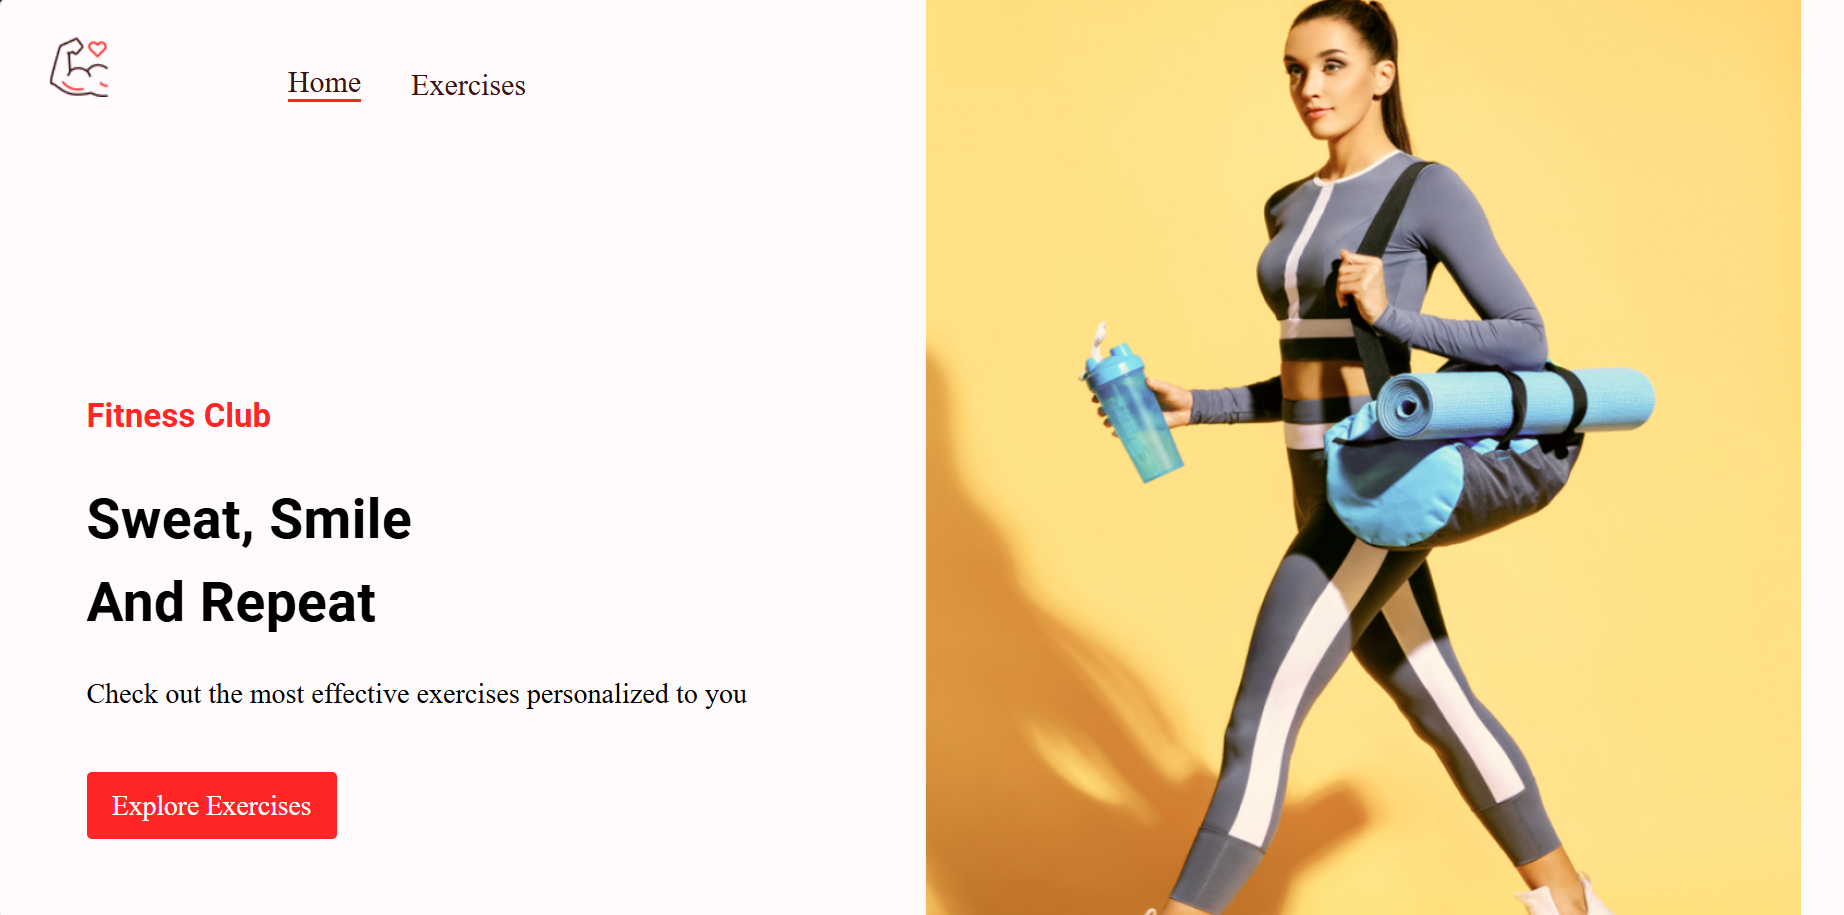 Home
Exercises
Fitness Club
Sweat, Smile
And Repeat
Check out the most effective exercises personalized to you
Explore Exercises